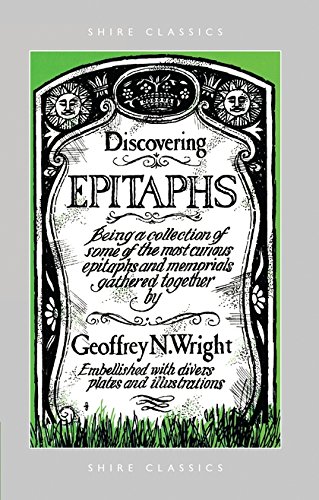 SHIRE CLASSICS
Discovering
EPITAPHS
Being a collection of
some of the most curious
epitaphs and memorials
gathered together
by
Geoffrey N. Wright
Embellished with divers
plates and illustrations
SHIRE CLASSICS